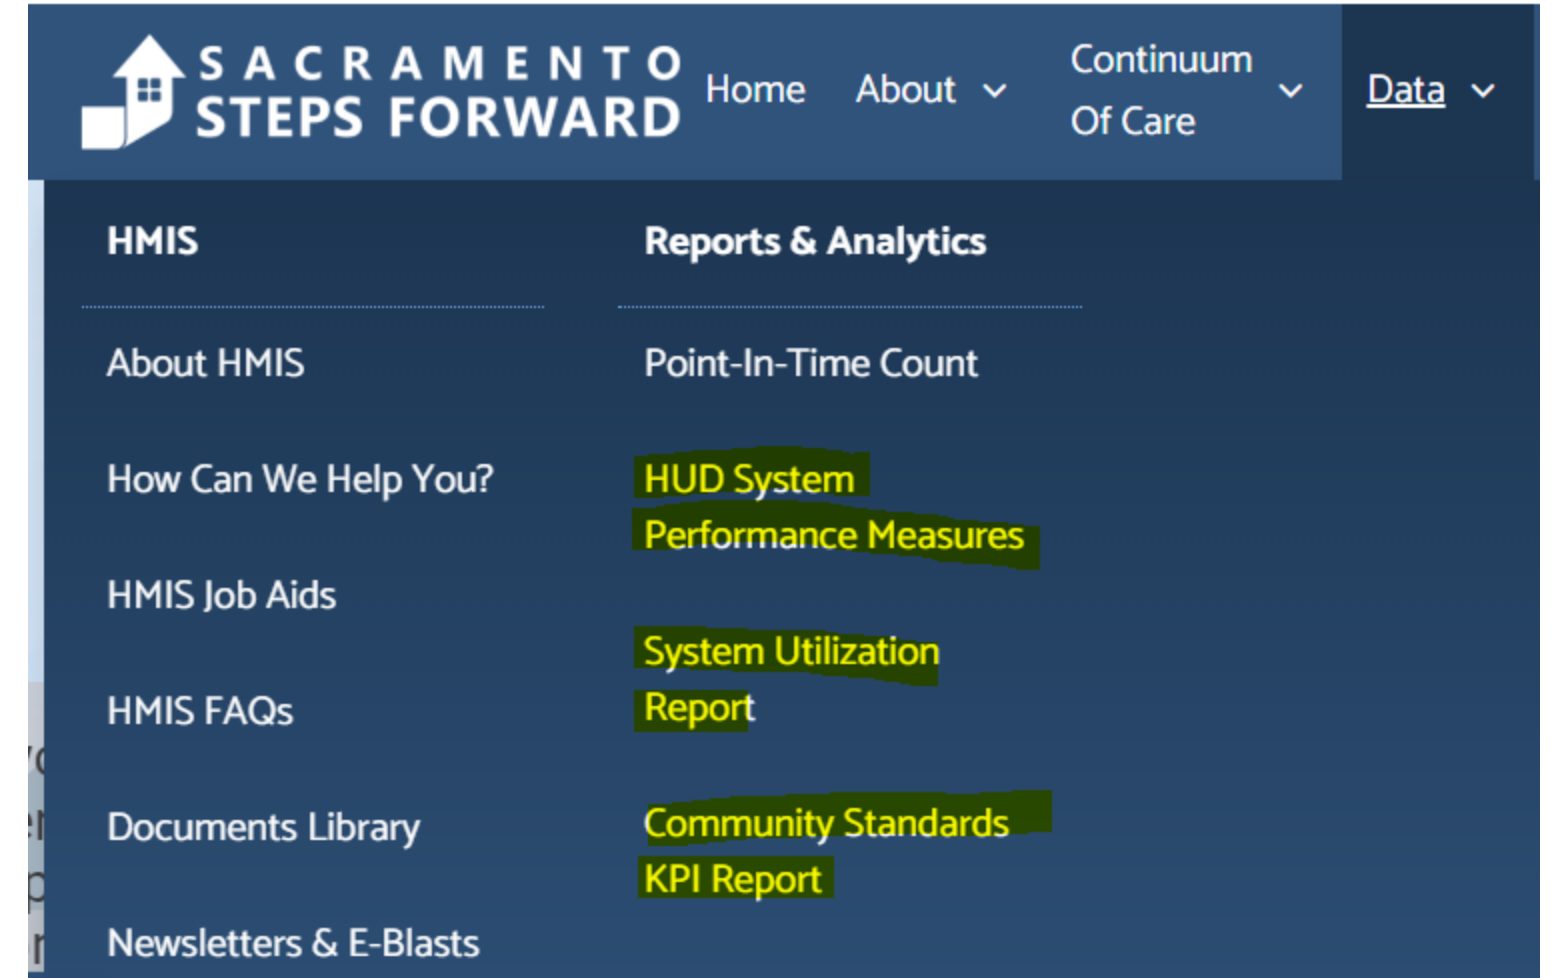 SACRAMENTO
STEPS FORWARD
Home
About
Continuum
Of Care
Data
HMIS
About HMIS
How Can We Help You?
HMIS Job Aids
HMIS FAQs
Documents Library
Newsletters & E-Blasts
Reports & Analytics
Point-In-Time Count
HUD System
Performance Measures
System Utilization
Report
Community Standards
KPI Report